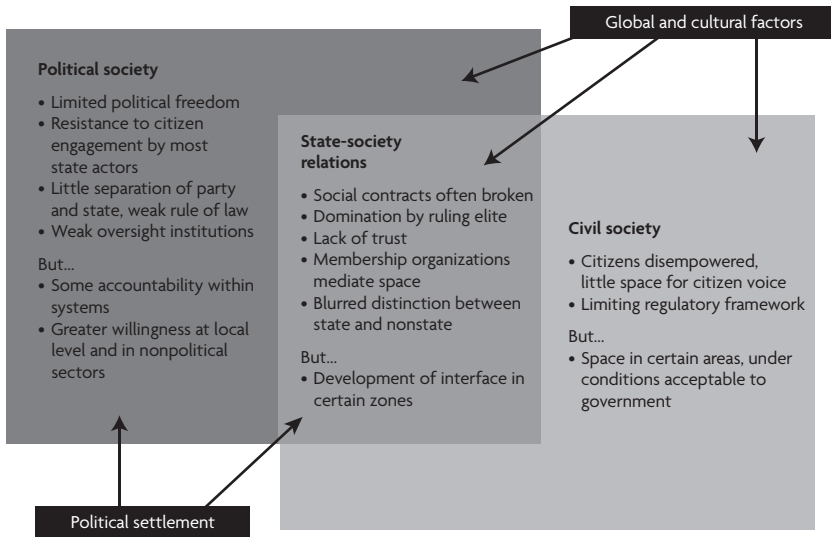 Global and cultural factors
Political society
• Limited political freedom
• Resistance to citizen
engagement by most
state actors
• Little separation of party
and state, weak rule of law
• Weak oversight institutions
But...
• Some accountability within
systems
• Greater willingness at local
level and in nonpolitical
sectors
State-society
relations
• Social contracts often broken
• Domination by ruling elite
• Lack of trust
• Membership organizations
mediate space
• Blurred distinction between
state and nonstate
But...
• Development of interface in
certain zones
Civil society
• Citizens disempowered,
little space for citizen voice
• Limiting regulatory framework
But...
• Space in certain areas, under
conditions acceptable to
government
Political settlement